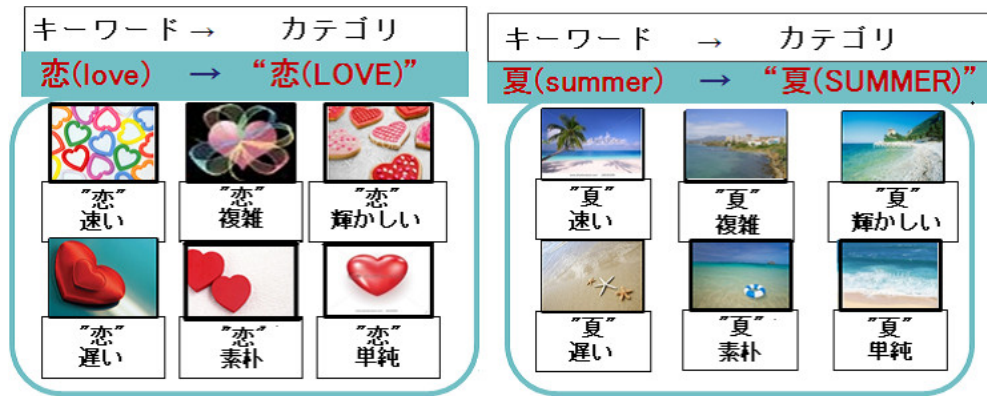 キーワード → カテゴリ
恋(love) → “恋(LOVE)”
”恋”
速い
”恋”
複雑
”恋”
輝かしい
”恋”
遅い
”恋”
素朴
”恋”
単純
キーワード → カテゴリ
夏(summer) → “夏(SUMMER)”
”夏”
速い
”夏”
複雑
”夏”
輝かしい
”夏”
遅い
”夏”
素朴
”夏”
単純